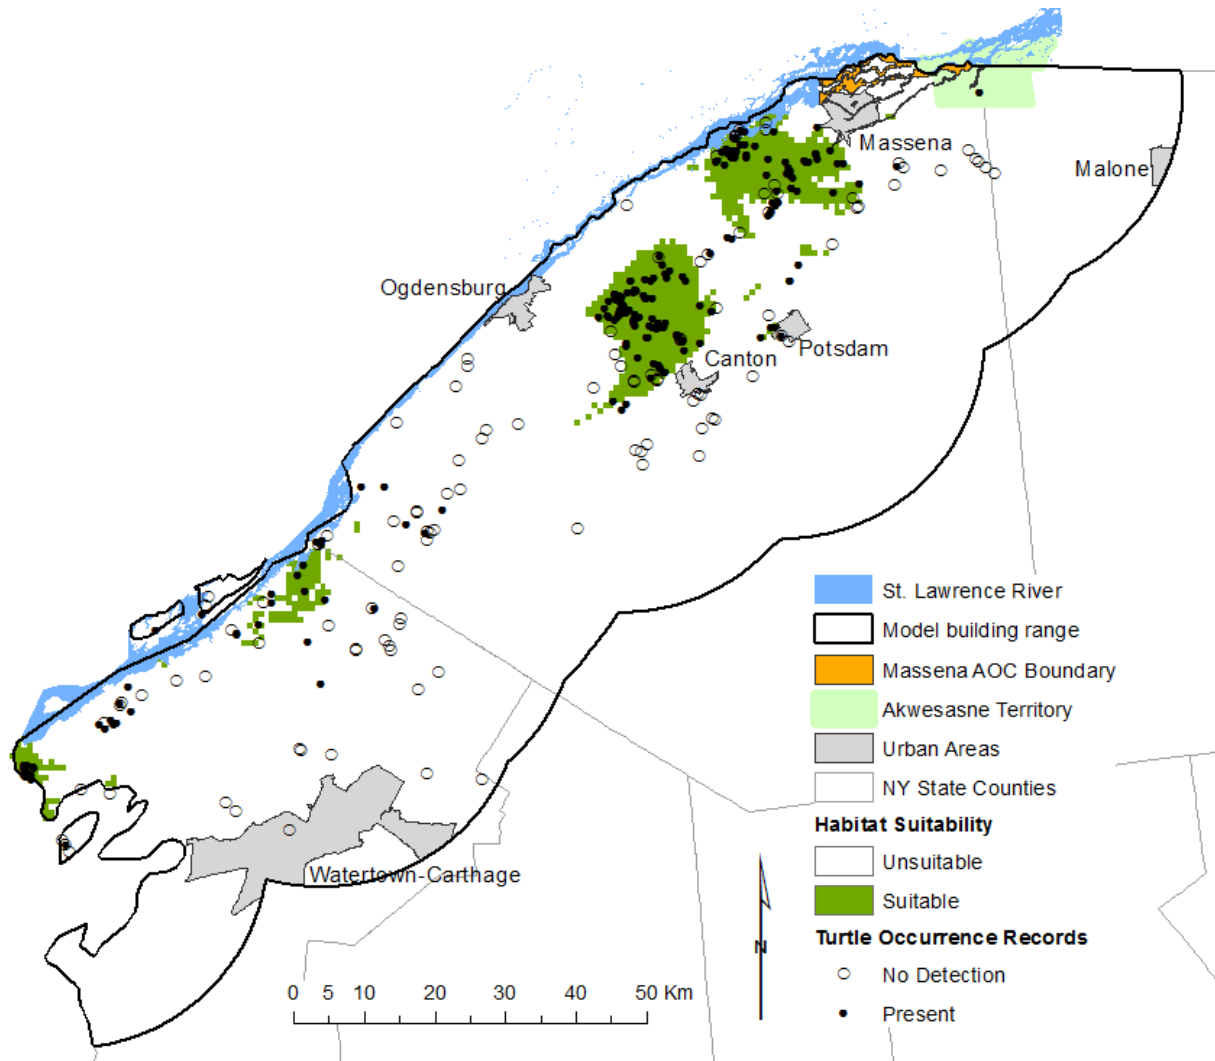 Massena
Malone
Ogdensburg
Potsdam
Canton
Watertown-Carthage
St. Lawrence River
Model building range
Massena AOC Boundary
Akwesasne Territory
Urban Areas
NY State Counties
Habitat Suitability
Unsuitable
Suitable
Turtle Occurrence Records
No Detection
Present
N
0 5 10 20 30 40 50 Km